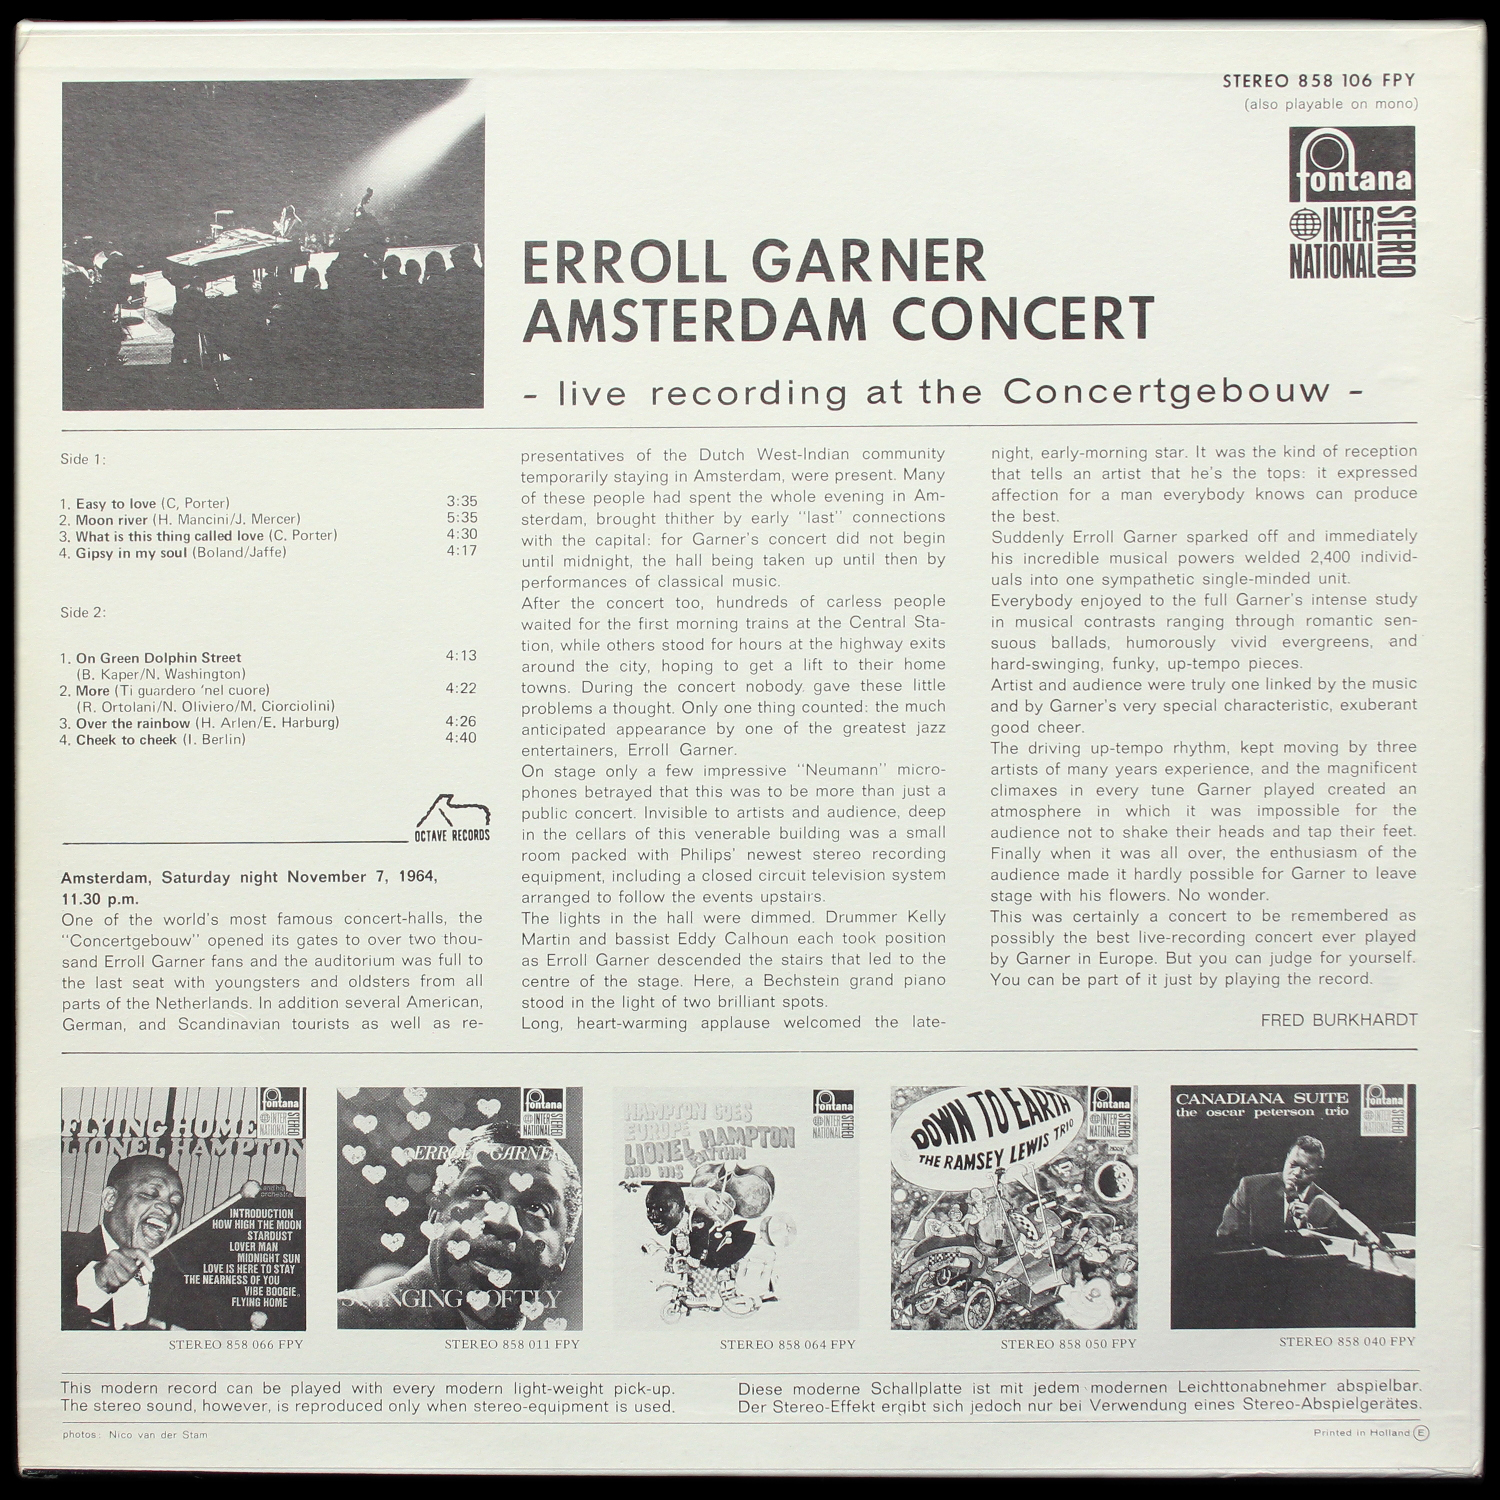 STEREO 858 106 FPY
(also playable on mono)
fontana
INTER-
NATIONAL
STEREO
ERROLL GARNER
AMSTERDAM CONCERT
- live recording at the Concertgebouw -
Side 1:
1. Easy to love (C, Porter) 3:35
2. Moon river (H. Mancini/J. Mercer) 5:35
3. What is this thing called love (C. Porter) 4:30
4. Gipsy in my soul (Boland/Jaffe) 4:17
Side 2:
1. On Green Dolphin Street 4:13
(B. Kaper/N. Washington)
2. More (Ti guardero 'nel cuore) 4:22
(R. Ortolani/N. Oliviero/M. Ciorciolini)
3. Over the rainbow (H. Arlen/E. Harburg) 4:26
4. Cheek to cheek (I. Berlin) 4:40
OCTAVE RECORDS
Amsterdam, Saturday night November 7, 1964,
11.30 p.m.
One of the world's most famous concert-halls, the
"Concertgebouw" opened its gates to over two thou-
sand Erroll Garner fans and the auditorium was full to
the last seat with youngsters and oldsters from all
parts of the Netherlands. In addition several American,
German, and Scandinavian tourists as well as re-
presentatives of the Dutch West-Indian community
temporarily staying in Amsterdam, were present. Many
of these people had spent the whole evening in Am-
sterdam, brought thither by early "last" connections
with the capital: for Garner's concert did not begin
until midnight, the hall being taken up until then by
performances of classical music.
After the concert too, hundreds of carless people
waited for the first morning trains at the Central Sta-
tion, while others stood for hours at the highway exits
around the city, hoping to get a lift to their home
towns. During the concert nobody gave these little
problems a thought. Only one thing counted: the much
anticipated appearance by one of the greatest jazz
entertainers, Erroll Garner.
On stage only a few impressive "Neumann" micro-
phones betrayed that this was to be more than just a
public concert. Invisible to artists and audience, deep
in the cellars of this venerable building was a small
room packed with Philips' newest stereo recording
equipment, including a closed circuit television system
arranged to follow the events upstairs.
The lights in the hall were dimmed. Drummer Kelly
Martin and bassist Eddy Calhoun each took position
as Erroll Garner descended the stairs that led to the
centre of the stage. Here, a Bechstein grand piano
stood in the light of two brilliant spots.
Long, heart-warming applause welcomed the late-
night, early-morning star. It was the kind of reception
that tells an artist that he's the tops: it expressed
affection for a man everybody knows can produce
the best.
Suddenly Erroll Garner sparked off and immediately
his incredible musical powers welded 2,400 individ-
uals into one sympathetic single-minded unit.
Everybody enjoyed to the full Garner's intense study
in musical contrasts ranging through romantic sen-
suous ballads, humorously vivid evergreens, and
hard-swinging, funky, up-tempo pieces.
Artist and audience were truly one linked by the music
and by Garner's very special characteristic, exuberant
good cheer.
The driving up-tempo rhythm, kept moving by three
artists of many years experience, and the magnificent
climaxes in every tune Garner played created an
atmosphere in which it was impossible for the
audience not to shake their heads and tap their feet.
Finally when it was all over, the enthusiasm of the
audience made it hardly possible for Garner to leave
stage with his flowers. No wonder.
This was certainly a concert to be remembered as
possibly the best live-recording concert ever played
by Garner in Europe. But you can judge for yourself.
You can be part of it just by playing the record.
FRED BURKHARDT
fontana
INTER-
NATIONAL
STEREO
FLYING HOME
LIONEL HAMPTON
and his
orchestra
INTRODUCTION
HOW HIGH THE MOON
STARDUST
LOVER MAN
MIDNIGHT SUN
LOVE IS HERE TO STAY
THE NEARNESS OF YOU
VIBE BOOGIE
FLYING HOME
STEREO 858 066 FPY
fontana
INTER-
NATIONAL
STEREO
ERROLL GARNER
SWINGING SOFTLY
STEREO 858 011 FPY
fontana
INTER-
NATIONAL
STEREO
HAMPTON GOES
EUROPE
LIONEL HAMPTON
AND HIS RHYTHM
STEREO 858 064 FPY
fontana
INTER-
NATIONAL
STEREO
DOWN TO EARTH
THE RAMSEY LEWIS TRIO
STEREO 858 050 FPY
fontana
INTER-
NATIONAL
STEREO
CANADIANA SUITE
the oscar peterson trio
STEREO 858 040 FPY
This modern record can be played with every modern light-weight pick-up.
The stereo sound, however, is reproduced only when stereo-equipment is used.
Diese moderne Schallplatte ist mit jedem modernen Leichttonabnehmer abspielbar.
Der Stereo-Effekt ergibt sich jedoch nur bei Verwendung eines Stereo-Abspielgerätes.
photos: Nico van der Stam
Printed in Holland E